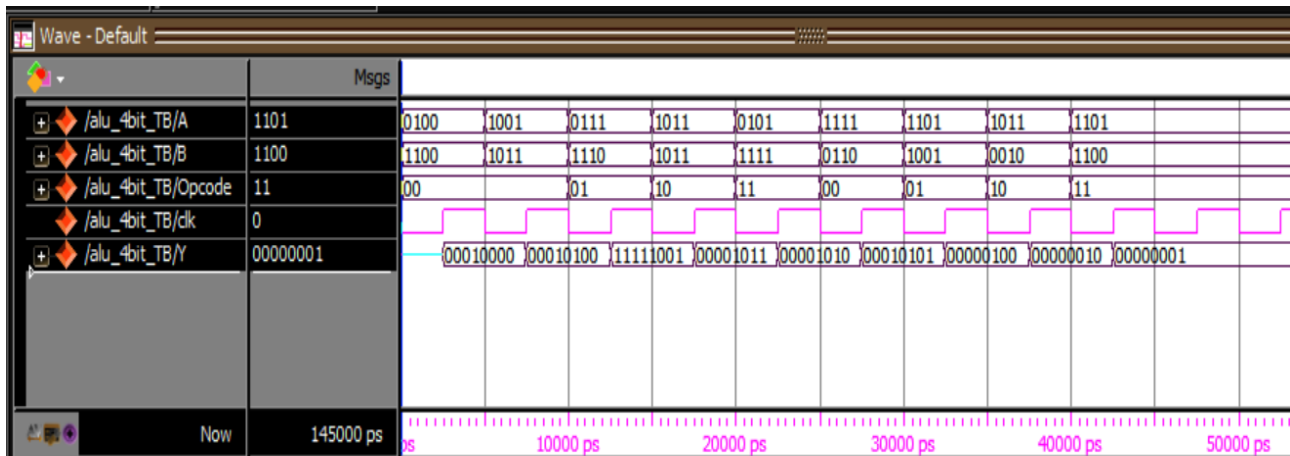 Wave - Default
Msgs
/alu_4bit_TB/A 1101 0100 1001 0111 1011 0101 1111 1101 1011 1101
/alu_4bit_TB/B 1100 1100 1011 1110 1011 1111 0110 1001 0010 1100
/alu_4bit_TB/Opcode 11 00 01 10 11 00 01 10 11
/alu_4bit_TB/clk 0
/alu_4bit_TB/Y 00000001 00010000 00010100 11111001 00001011 00001010 00010101 00000100 00000010 00000001
Now 145000 ps ps 10000 ps 20000 ps 30000 ps 40000 ps 50000 ps